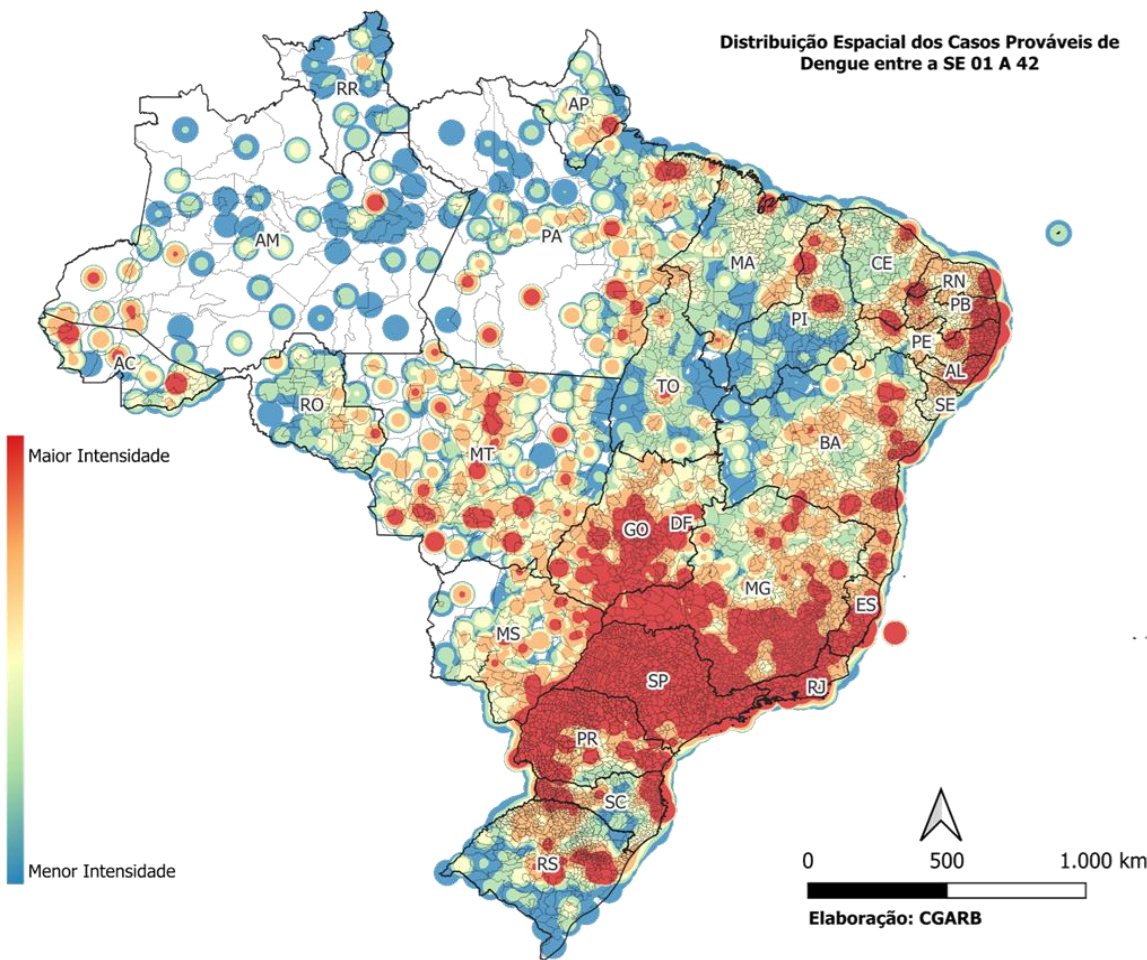 Distribuição Espacial dos Casos Prováveis de
Dengue entre a SE 01 A 42
RR
AP
AM
PA
MA
CE
RN
PB
PI
PE
AC
AL
TO
SE
RO
BA
MT
Maior Intensidade
GO
DF
MG
ES
MS
SP
RJ
PR
SC
RS
Menor Intensidade
0 500 1.000 km
Elaboração: CGARB